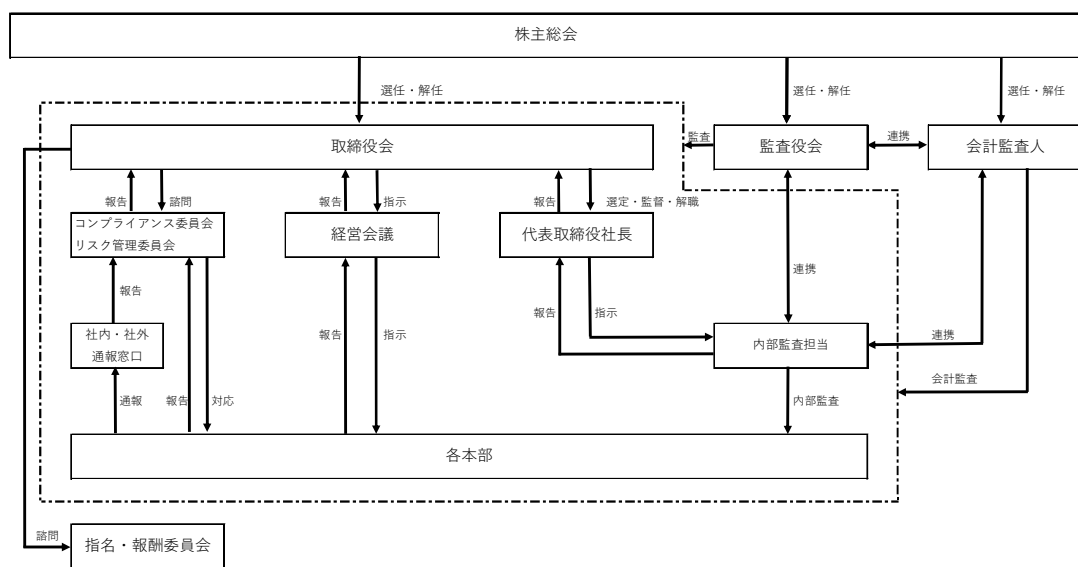 株主総会
選任・解任
選任・解任
選任・解任
取締役会
監査
監査役会
連携
会計監査人
報告
諮問
報告
指示
報告
選定・監督・解職
コンプライアンス委員会
リスク管理委員会
経営会議
代表取締役社長
連携
報告
社内・社外
通報窓口
報告
指示
報告
指示
内部監査担当
連携
会計監査
通報
報告
対応
内部監査
各本部
諮問
指名・報酬委員会